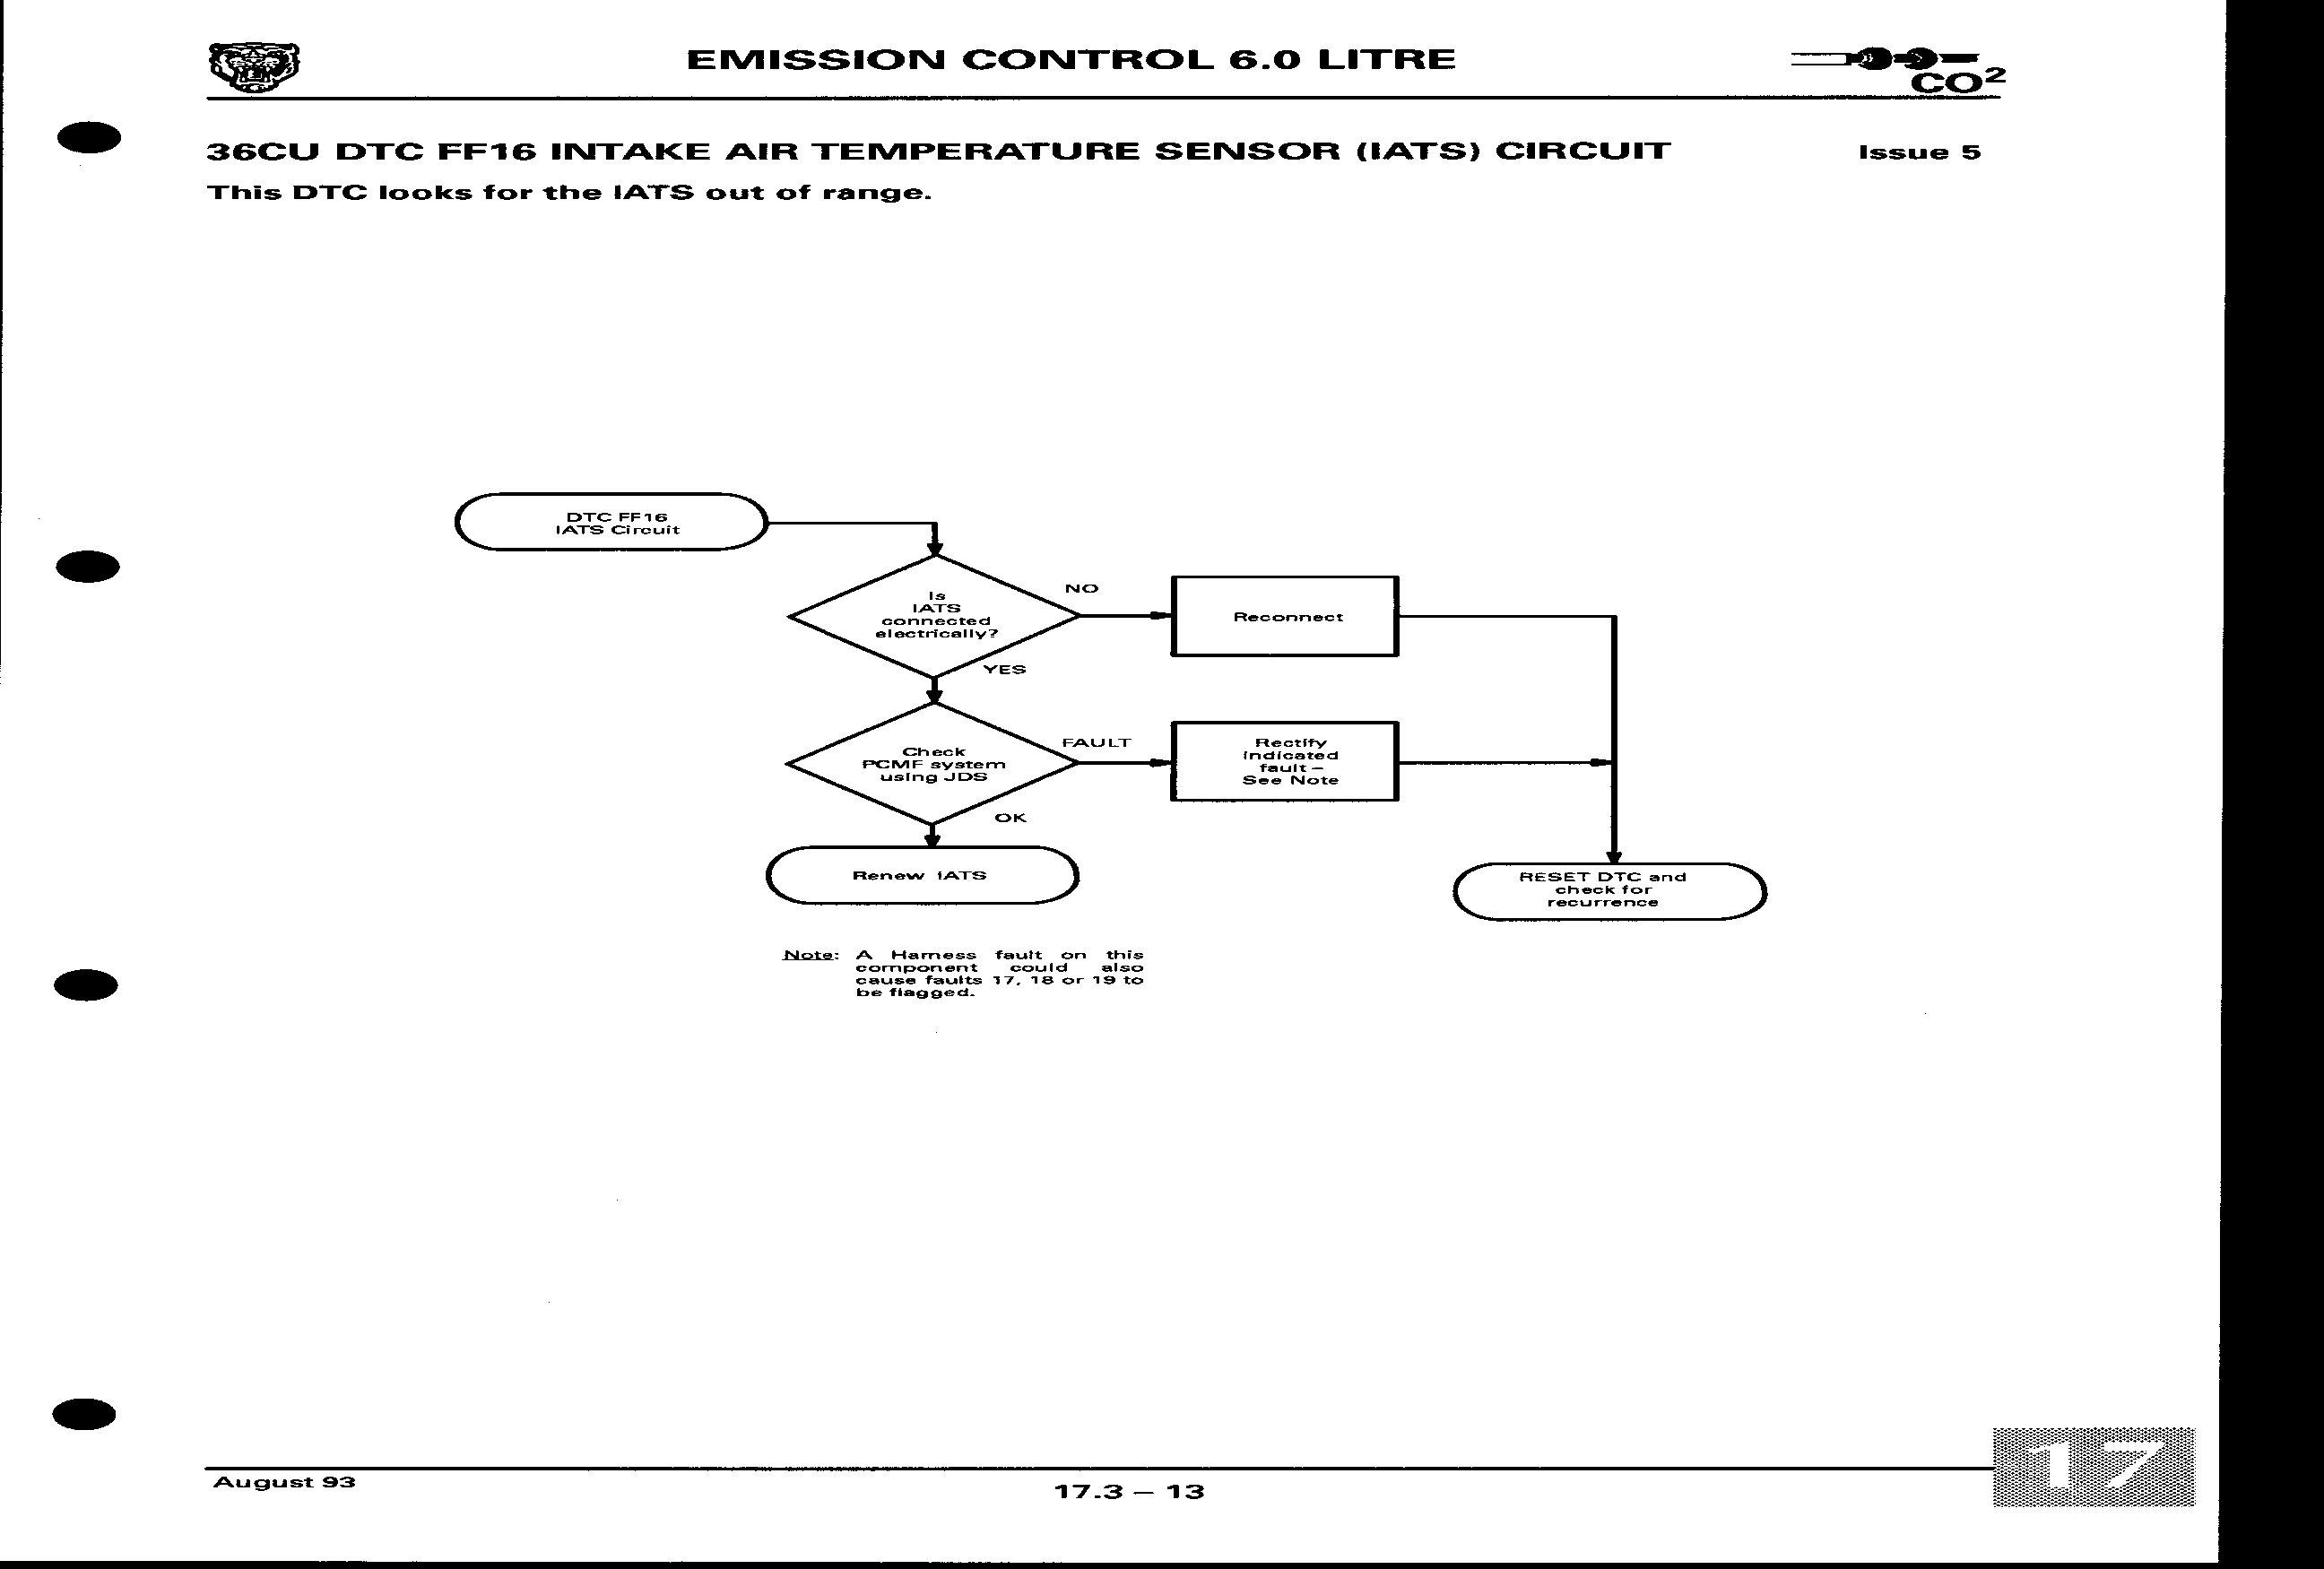 EMISSION CONTROL 6.0 LITRE
CO²
36CU DTC FF16 INTAKE AIR TEMPERATURE SENSOR (IATS) CIRCUIT
Issue 5
This DTC looks for the IATS out of range.
DTC FF16
IATS Circuit
Is
IATS
connected
electrically?
NO
Reconnect
YES
Check
PCMF system
using JDS
FAULT
Rectify
indicated
fault –
See Note
OK
Renew IATS
RESET DTC and
check for
recurrence
Note: A Harness fault on this
component could also
cause faults 17, 18 or 19 to
be flagged.
August 93
17.3 – 13
17